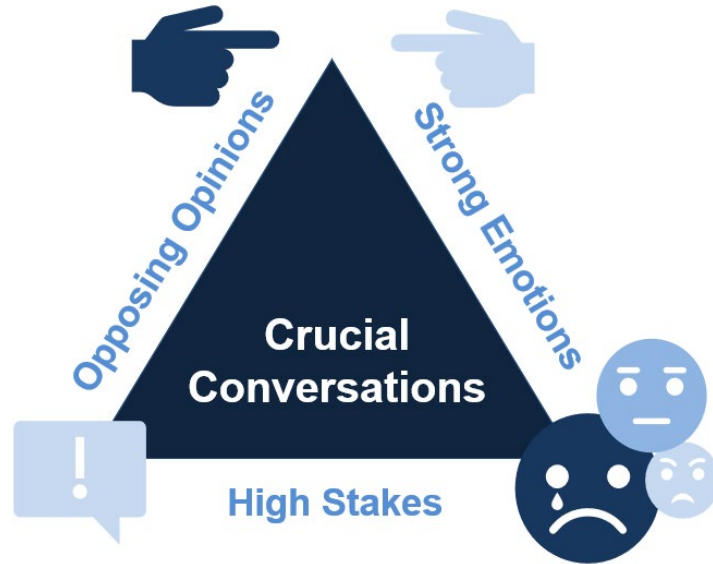 Opposing Opinions
Strong Emotions
Crucial
Conversations
!
High Stakes